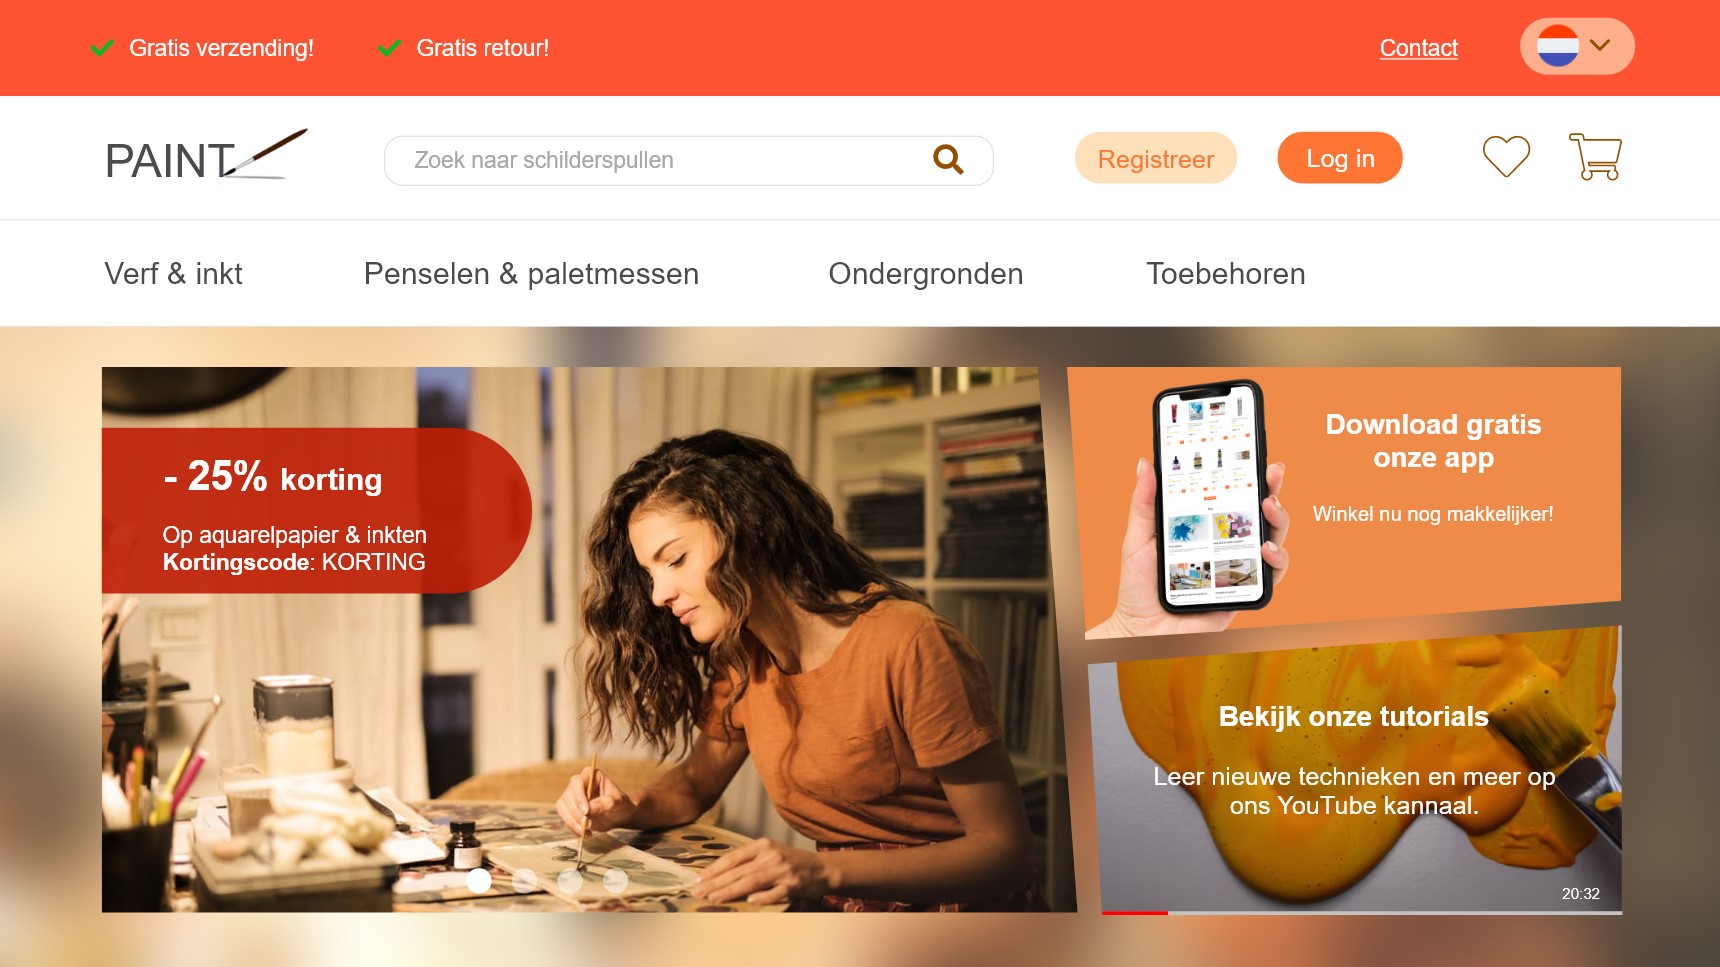 Gratis verzending!
Gratis retour!
Contact
PAINT
Zoek naar schilderspullen
Registreer
Log in
Verf & inkt
Penselen & paletmessen
Ondergronden
Toebehoren
- 25% korting
Op aquarelpapier & inkten
Kortingscode: KORTING
Download gratis
onze app
Winkel nu nog makkelijker!
Bekijk onze tutorials
Leer nieuwe technieken en meer op
ons YouTube kannaal.
20:32